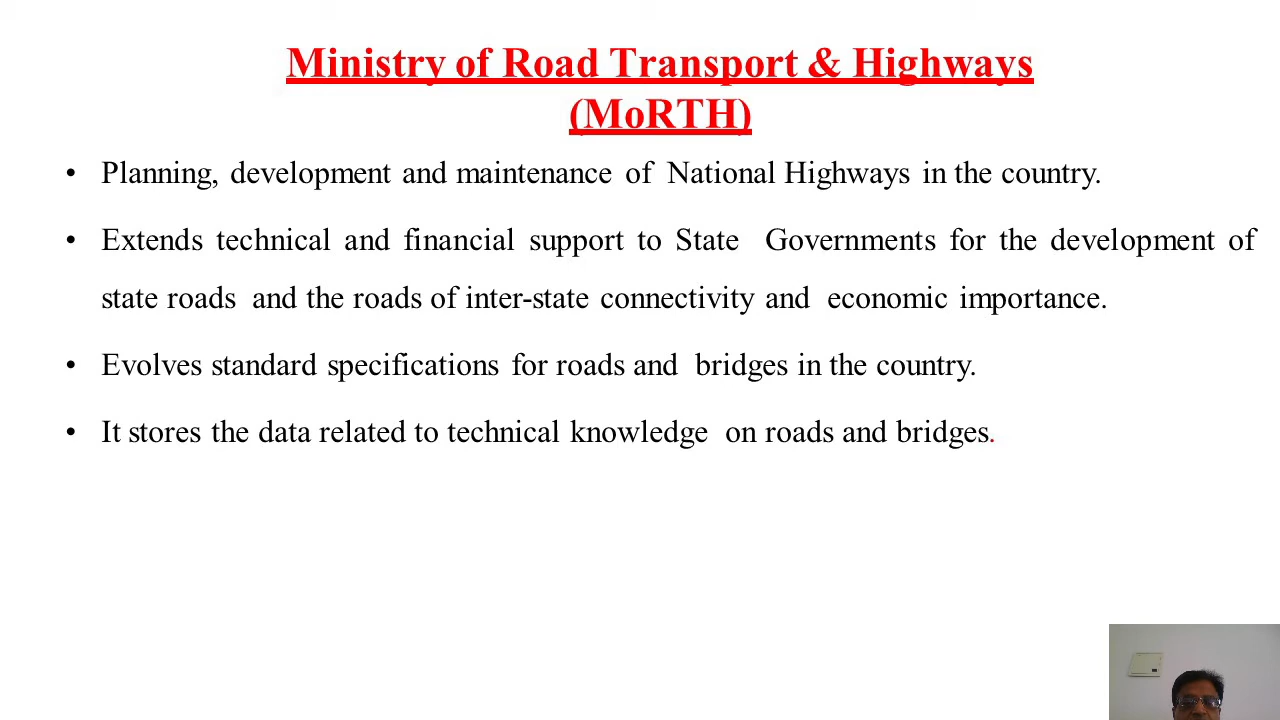 Ministry of Road Transport & Highways
(MoRTH)
• Planning, development and maintenance of National Highways in the country.
• Extends technical and financial support to State Governments for the development of
state roads and the roads of inter-state connectivity and economic importance.
• Evolves standard specifications for roads and bridges in the country.
• It stores the data related to technical knowledge on roads and bridges.